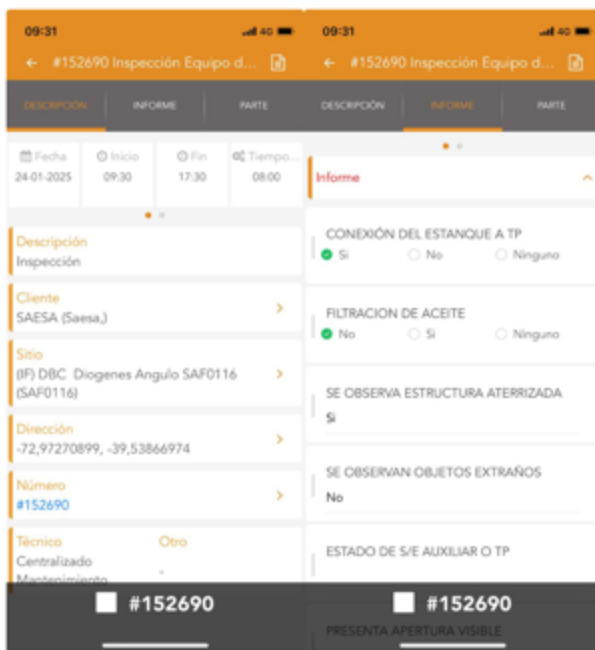 09:31
4G
#152690 Inspección Equipo d...
DESCRIPCIÓN
INFORME
PARTE
Fecha
Inicio
Fin
Tiempo...
24-01-2025
09:30
17:30
08:00
Descripción
Inspección
Cliente
SAESA (Saesa,)
Sitio
(IF) DBC Diogenes Angulo SAF0116
(SAF0116)
Dirección
-72,97270899, -39,53866974
Número
#152690
Técnico
Otro
Centralizado
Mantenimiento
-
#152690
09:31
4G
#152690 Inspección Equipo d...
DESCRIPCIÓN
INFORME
PARTE
Informe
CONEXIÓN DEL ESTANQUE A TP
Si
No
Ninguno
FILTRACION DE ACEITE
No
Si
Ninguno
SE OBSERVA ESTRUCTURA ATERRIZADA
Si
SE OBSERVAN OBJETOS EXTRAÑOS
No
ESTADO DE S/E AUXILIAR O TP
#152690
PRESENTA APERTURA VISIBLE